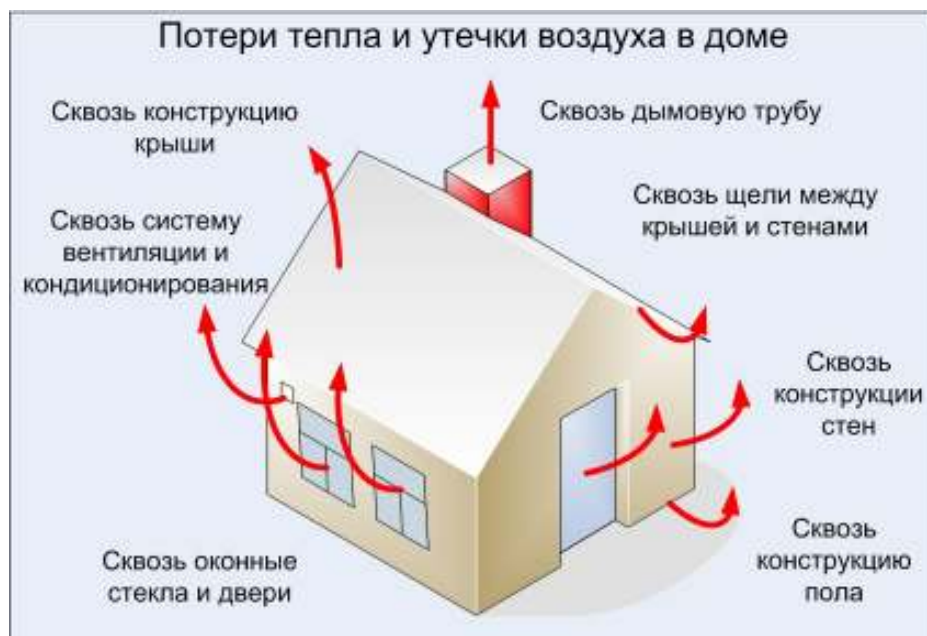 Потери тепла и утечки воздуха в доме
Сквозь конструкцию
крыши
Сквозь дымовую трубу
Сквозь щели между
крышей и стенами
Сквозь систему
вентиляции и
кондиционирования
Сквозь
конструкции
стен
Сквозь оконные
стекла и двери
Сквозь
конструкцию
пола